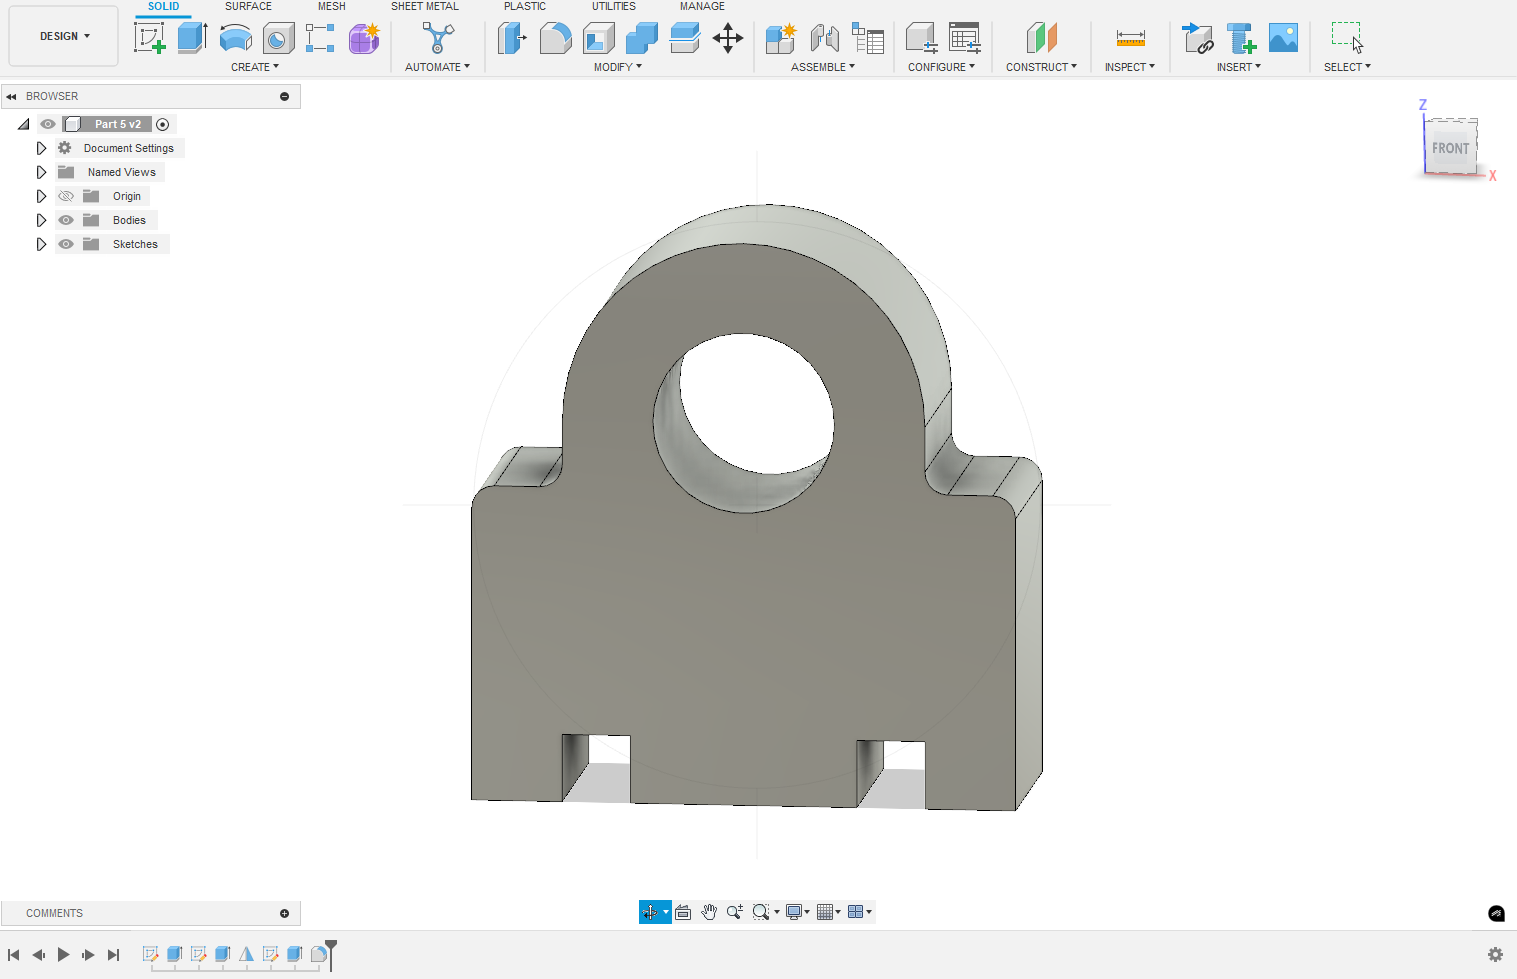 SOLID SURFACE MESH SHEET METAL PLASTIC UTILITIES MANAGE
DESIGN
CREATE AUTOMATE MODIFY ASSEMBLE CONFIGURE CONSTRUCT INSPECT INSERT SELECT
BROWSER
Part 5 v2
Document Settings
Named Views
Origin
Bodies
Sketches
Z
FRONT
X
COMMENTS